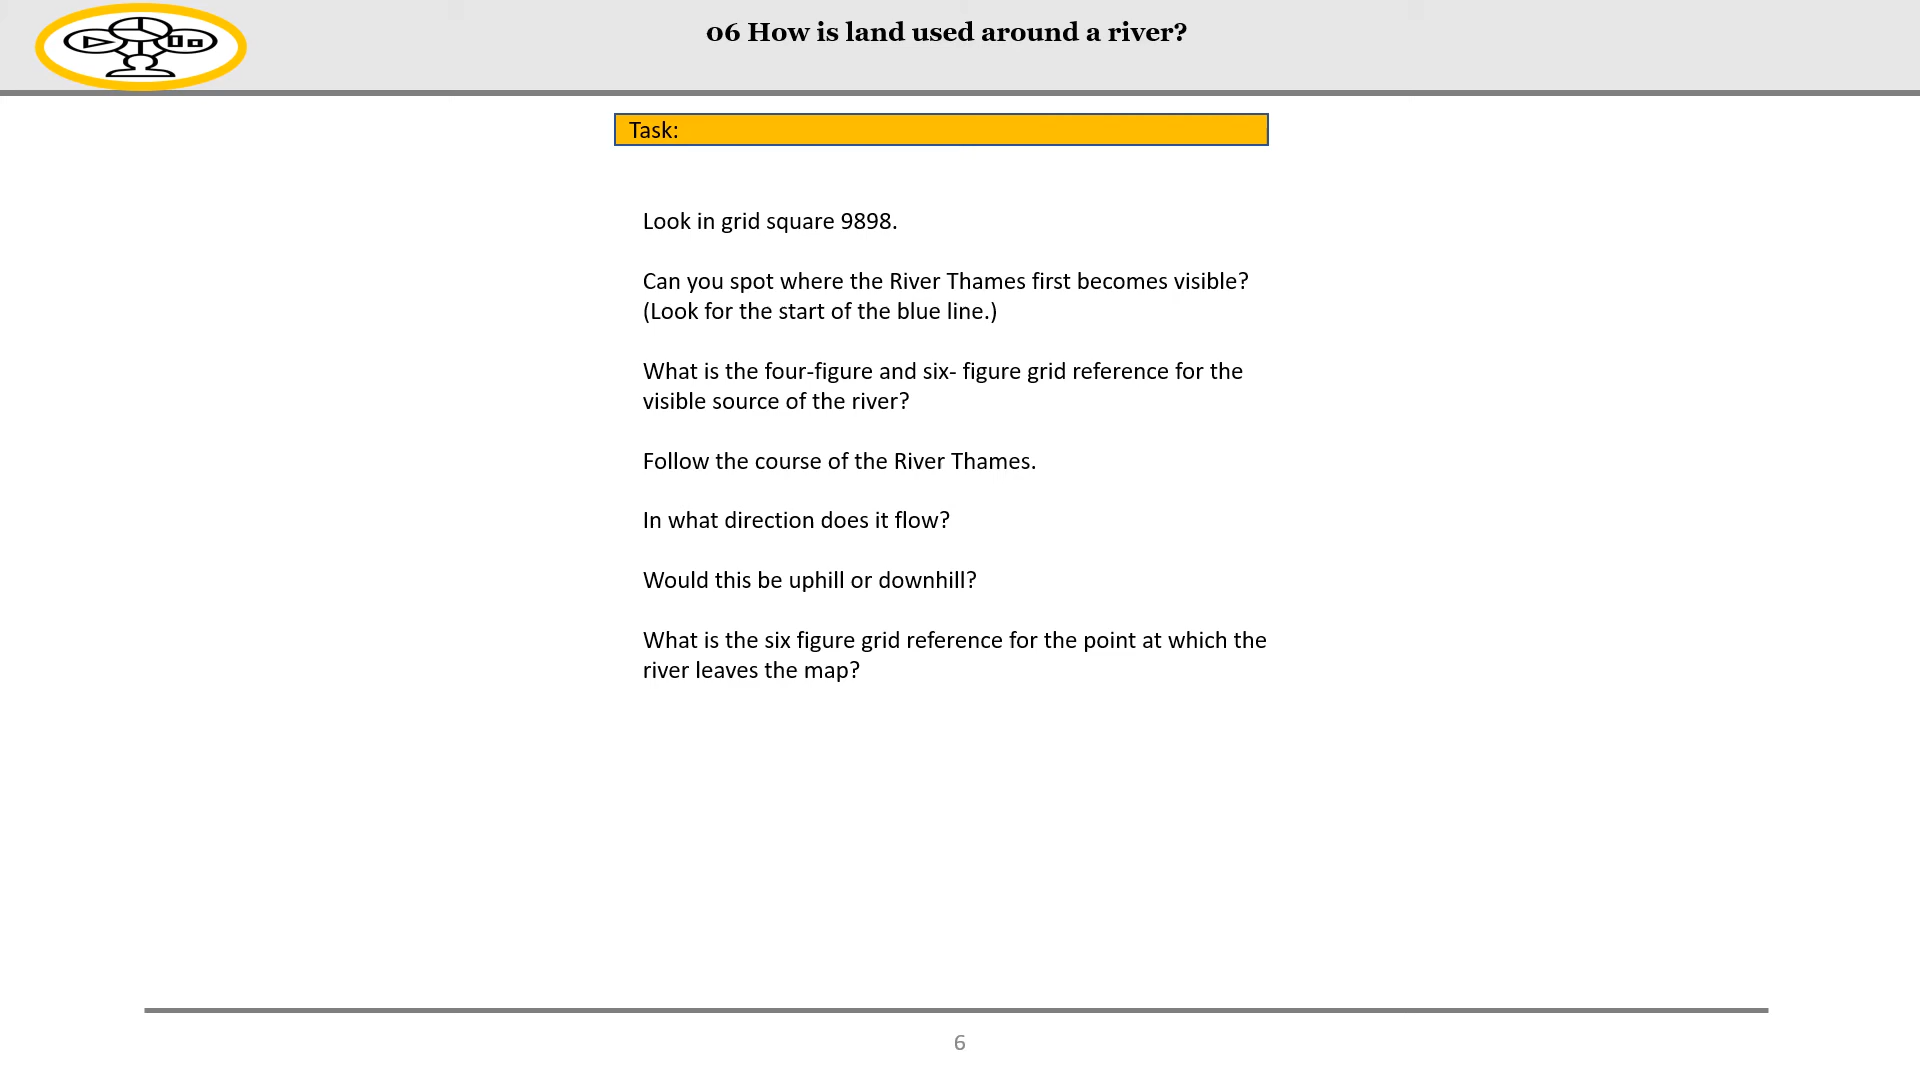 06 How is land used around a river?
Task:
Look in grid square 9898.
Can you spot where the River Thames first becomes visible?
(Look for the start of the blue line.)
What is the four-figure and six- figure grid reference for the
visible source of the river?
Follow the course of the River Thames.
In what direction does it flow?
Would this be uphill or downhill?
What is the six figure grid reference for the point at which the
river leaves the map?
6